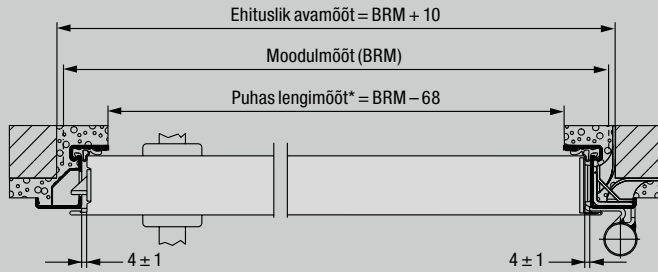 Ehituslik avamõõt = BRM + 10
Moodulmõõt (BRM)
Puhas lengimõõt* = BRM – 68
4 ± 1
4 ± 1